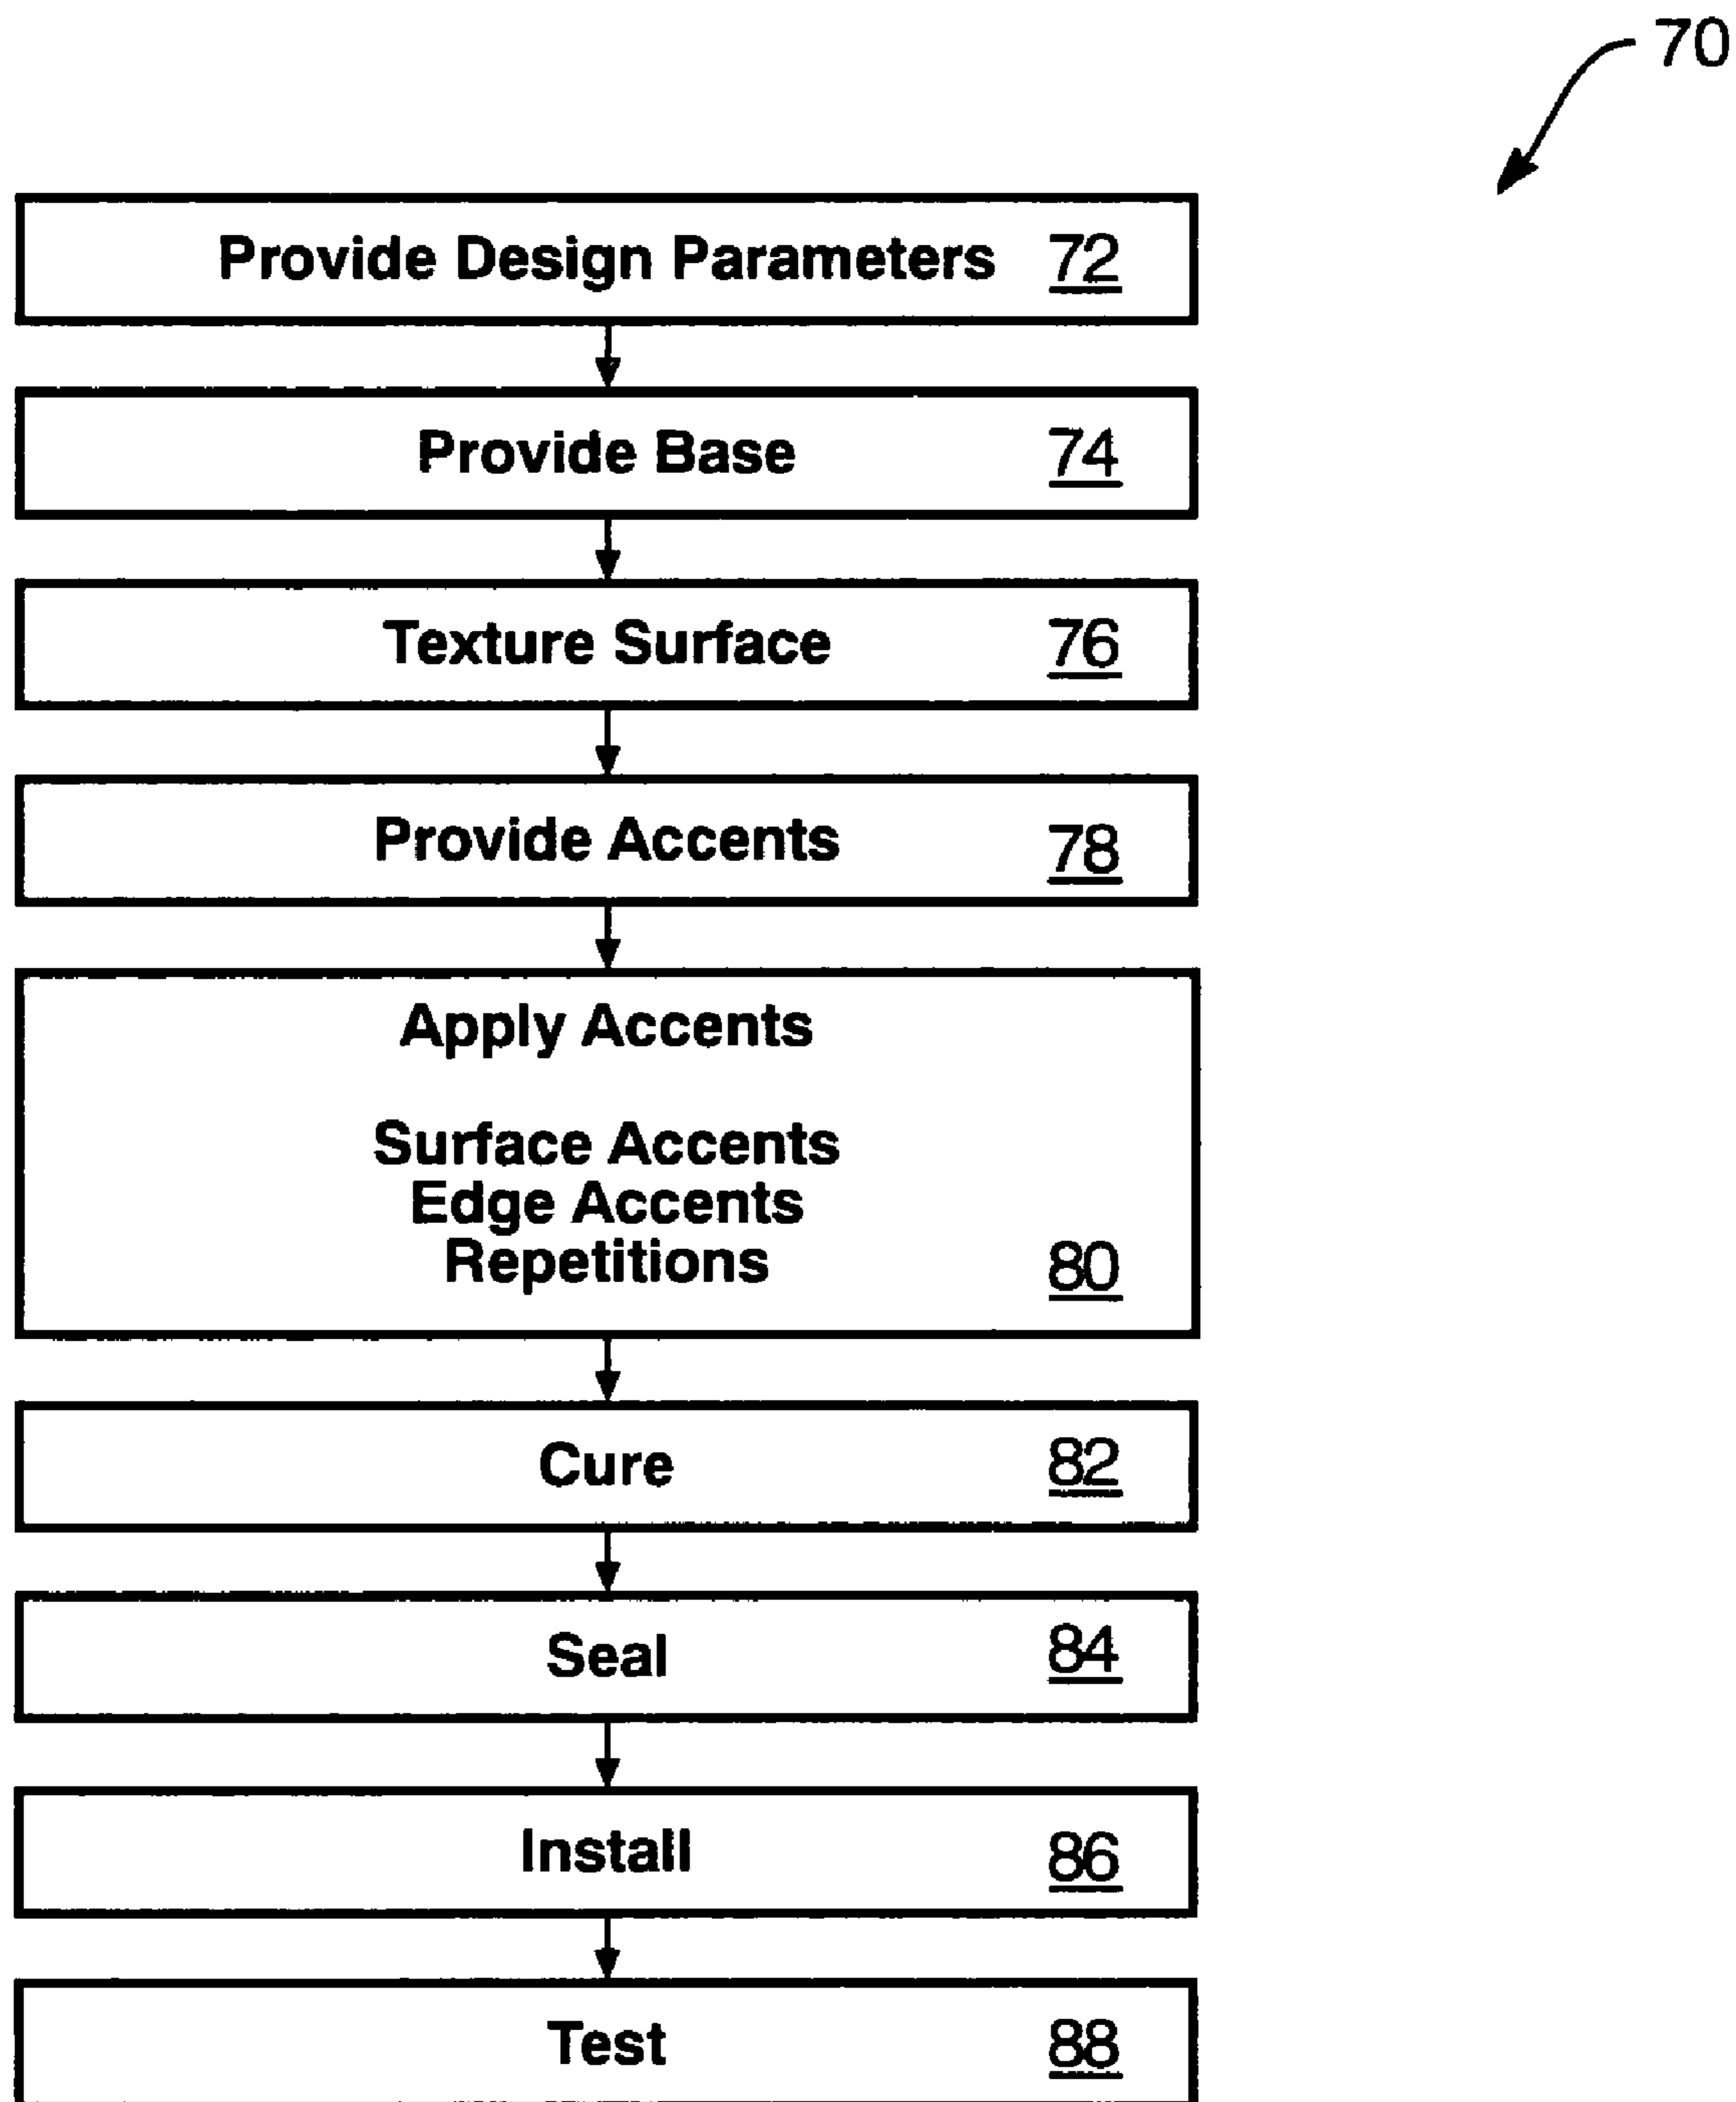 70
Provide Design Parameters 72
Provide Base 74
Texture Surface 76
Provide Accents 78
Apply Accents
Surface Accents
Edge Accents
Repetitions 80
Cure 82
Seal 84
Install 86
Test 88